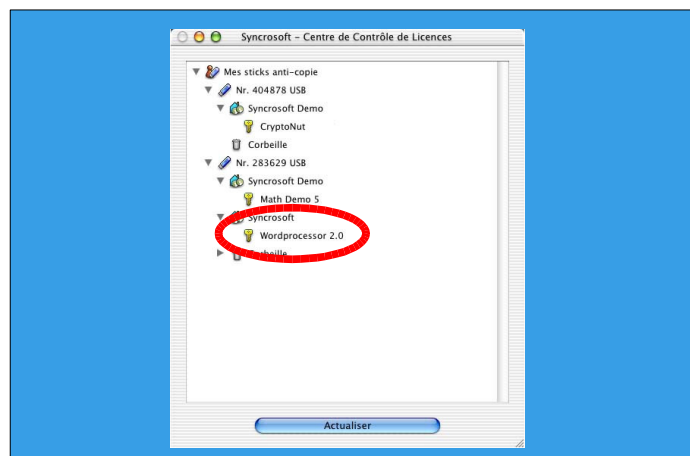 Syncrosoft – Centre de Contrôle de Licences
Mes sticks anti-copie
Nr. 404878 USB
Syncrosoft Demo
CryptoNut
Corbeille
Nr. 283629 USB
Syncrosoft Demo
Math Demo 5
Syncrosoft
Wordprocessor 2.0
Corbeille
Actualiser